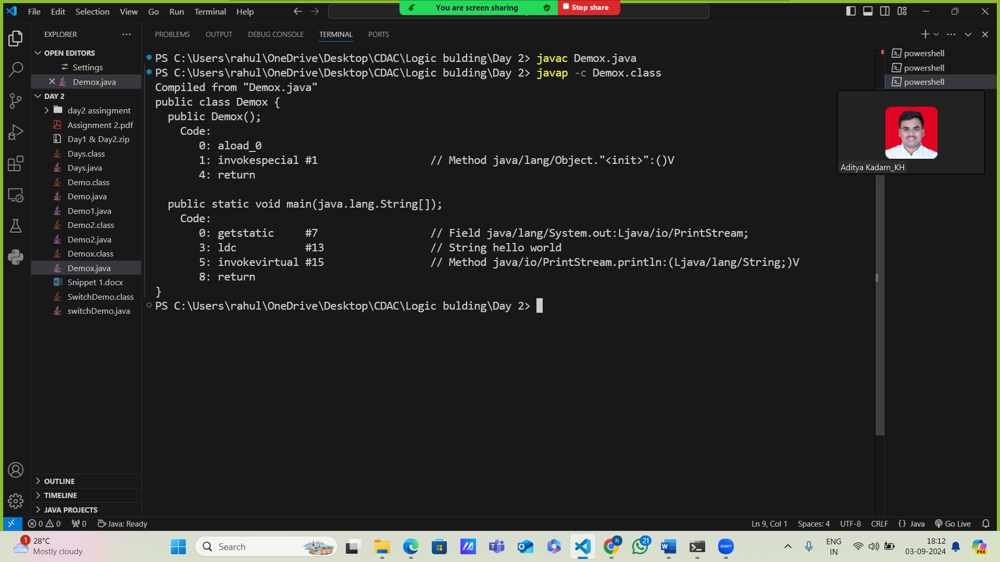 File Edit Selection View Go Run Terminal Help
You are screen sharing
Stop share
EXPLORER
OPEN EDITORS
Settings
Demox.java
DAY 2
day2 assingment
Assignment 2.pdf
Day1 & Day2.zip
Days.class
Days.java
Demo.class
Demo.java
Demo1.java
Demo2.class
Demo2.java
Demox.class
Demox.java
Snippet 1.docx
SwitchDemo.class
switchDemo.java
OUTLINE
TIMELINE
JAVA PROJECTS
PROBLEMS OUTPUT DEBUG CONSOLE TERMINAL PORTS
PS C:\Users\rahul\OneDrive\Desktop\CDAC\Logic bulding\Day 2> javac Demox.java
PS C:\Users\rahul\OneDrive\Desktop\CDAC\Logic bulding\Day 2> javap -c Demox.class
Compiled from "Demox.java"
public class Demox {
  public Demox();
    Code:
       0: aload_0
       1: invokespecial #1                  // Method java/lang/Object."<init>":()V
       4: return
  public static void main(java.lang.String[]);
    Code:
       0: getstatic     #7                  // Field java/lang/System.out:Ljava/io/PrintStream;
       3: ldc           #13                 // String hello world
       5: invokevirtual #15                 // Method java/io/PrintStream.println:(Ljava/lang/String;)V
       8: return
}
PS C:\Users\rahul\OneDrive\Desktop\CDAC\Logic bulding\Day 2>
powershell
powershell
powershell
Aditya Kadam_KH
0 0 0 Java: Ready
Ln 9, Col 1 Spaces: 4 UTF-8 CRLF {} Java Go Live
1
28°C
Mostly cloudy
Search
PRE
R
21
zoom
ENG
IN
18:12
03-09-2024